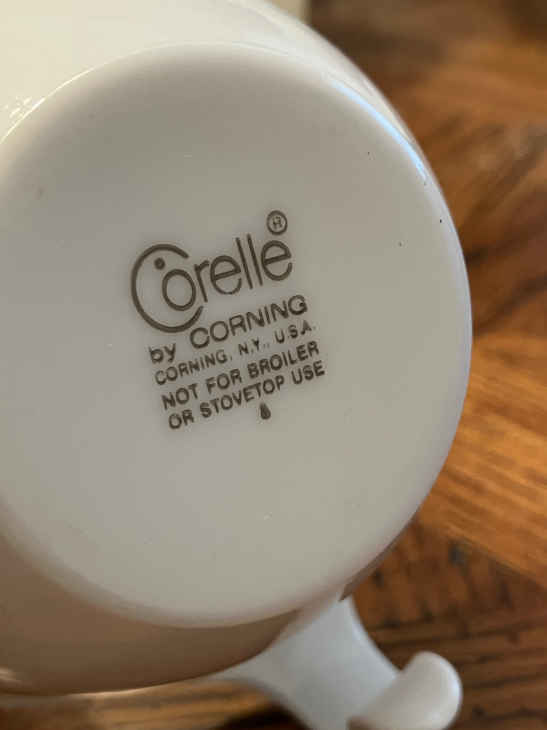 Corelle®
by CORNING
CORNING, N.Y., U.S.A.
NOT FOR BROILER
OR STOVETOP USE